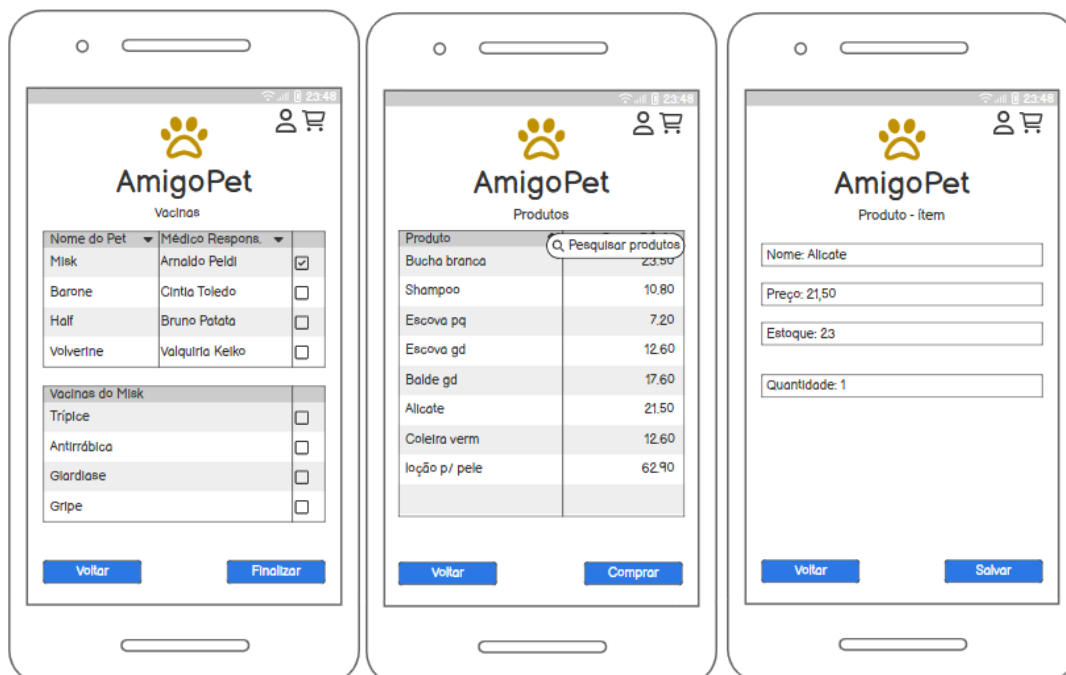 23:48
AmigoPet
Vacinas
Nome do Pet Médico Respons.
Misk Arnaldo Peldi
Barone Cintia Toledo
Half Bruno Patata
Volverine Valquiria Keiko
Vacinas do Misk
Trípice
Antirrábica
Giardiase
Gripe
Voltar Finalizar
23:48
AmigoPet
Produtos
Produto
Pesquisar produtos
Bucha branca 23.50
Shampoo 10.80
Escova pq 7.20
Escova gd 12.60
Balde gd 17.60
Alicate 21.50
Coleira verm 12.60
loção p/ pele 62.90
Voltar Comprar
23:48
AmigoPet
Produto - ítem
Nome: Alicate
Preço: 21,50
Estoque: 23
Quantidade: 1
Voltar Salvar